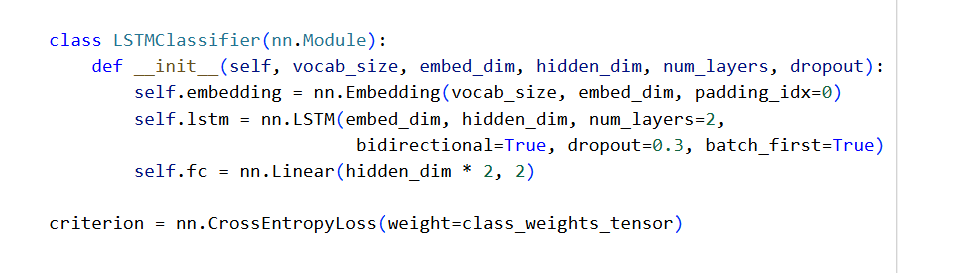 class LSTMClassifier(nn.Module):
    def __init__(self, vocab_size, embed_dim, hidden_dim, num_layers, dropout):
        self.embedding = nn.Embedding(vocab_size, embed_dim, padding_idx=0)
        self.lstm = nn.LSTM(embed_dim, hidden_dim, num_layers=2,
                             bidirectional=True, dropout=0.3, batch_first=True)
        self.fc = nn.Linear(hidden_dim * 2, 2)

criterion = nn.CrossEntropyLoss(weight=class_weights_tensor)